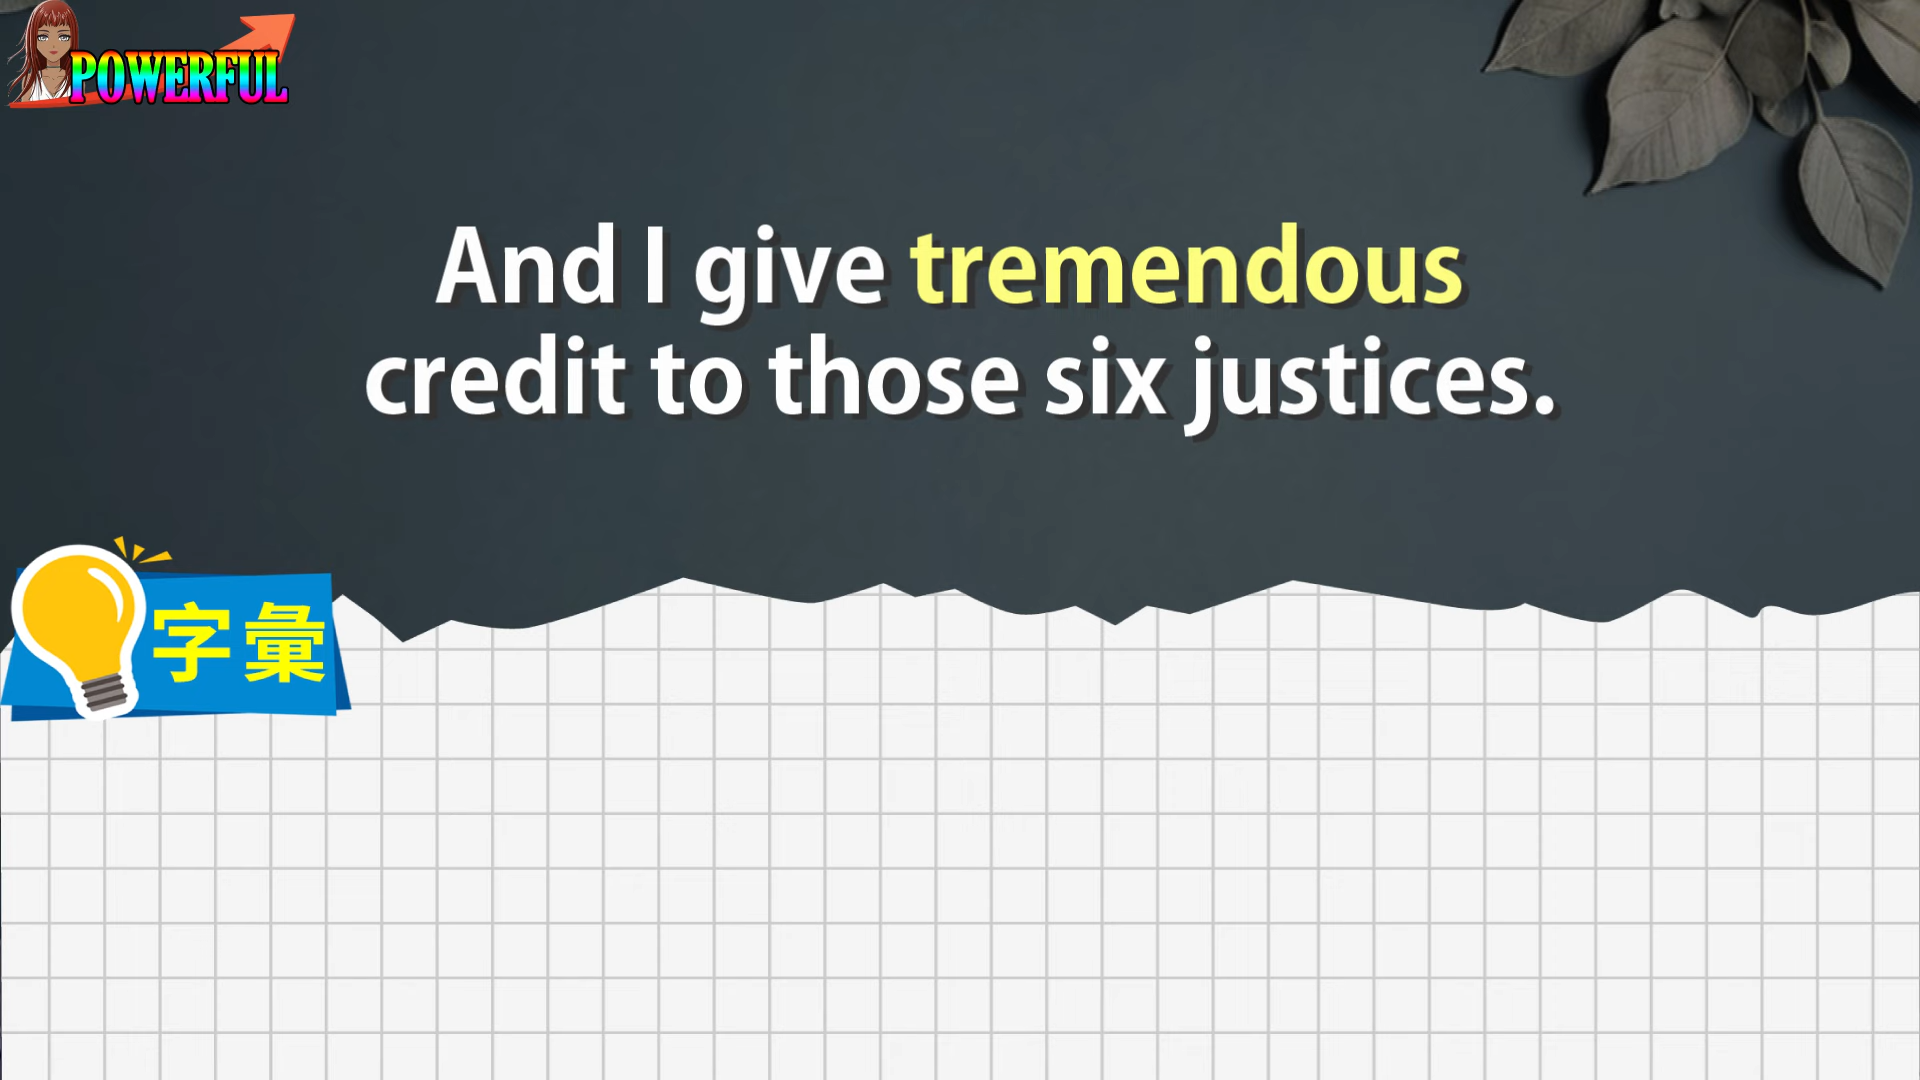 POWERFUL
And I give tremendous
credit to those six justices.
字彙